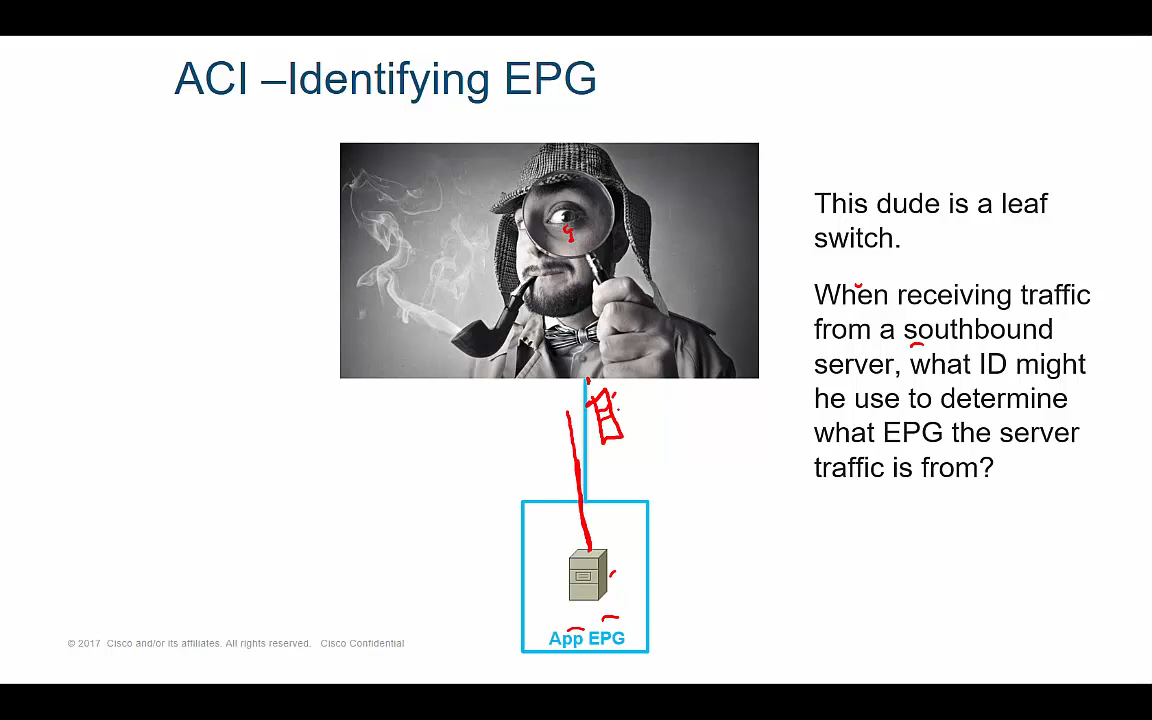 ACI –Identifying EPG
This dude is a leaf
switch.
When receiving traffic
from a southbound
server, what ID might
he use to determine
what EPG the server
traffic is from?
App EPG
© 2017 Cisco and/or its affiliates. All rights reserved. Cisco Confidential